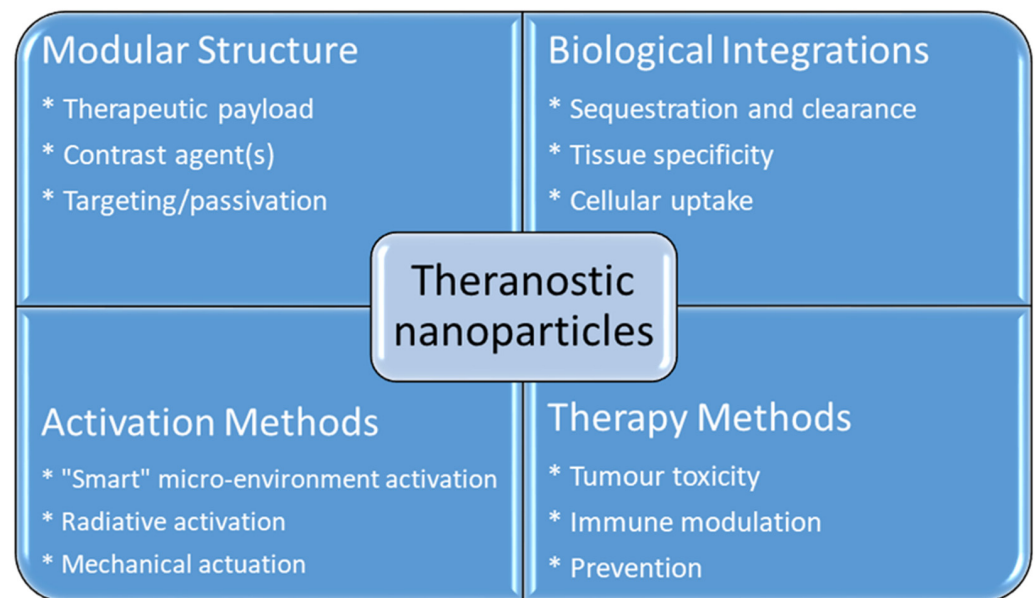 Modular Structure
* Therapeutic payload
* Contrast agent(s)
* Targeting/passivation
Biological Integrations
* Sequestration and clearance
* Tissue specificity
* Cellular uptake
Theranostic
nanoparticles
Activation Methods
* "Smart" micro-environment activation
* Radiative activation
* Mechanical actuation
Therapy Methods
* Tumour toxicity
* Immune modulation
* Prevention